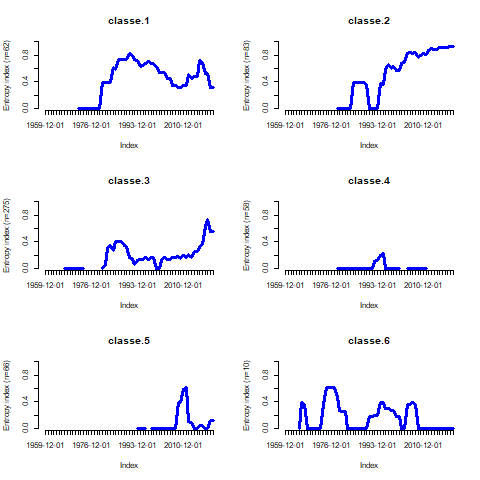 classe.1
Entropy index (n=62)
0.0 0.4 0.8
1959-12-01 1976-12-01 1993-12-01 2010-12-01
Index
classe.2
Entropy index (n=83)
0.0 0.4 0.8
1959-12-01 1976-12-01 1993-12-01 2010-12-01
Index
classe.3
Entropy index (n=275)
0.0 0.4 0.8
1959-12-01 1976-12-01 1993-12-01 2010-12-01
Index
classe.4
Entropy index (n=58)
0.0 0.4 0.8
1959-12-01 1976-12-01 1993-12-01 2010-12-01
Index
classe.5
Entropy index (n=66)
0.0 0.4 0.8
1959-12-01 1976-12-01 1993-12-01 2010-12-01
Index
classe.6
Entropy index (n=10)
0.0 0.4 0.8
1959-12-01 1976-12-01 1993-12-01 2010-12-01
Index